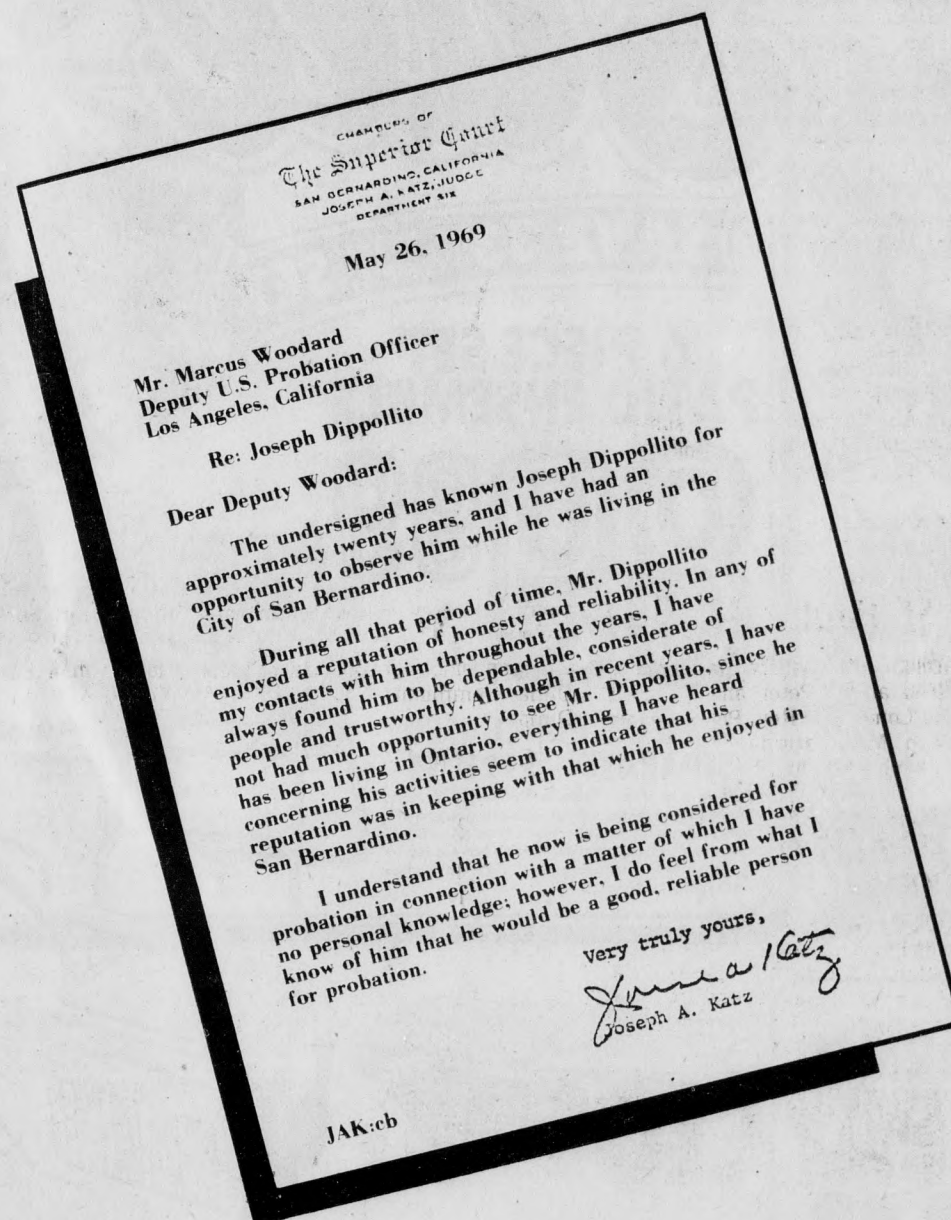 CHAMBERS OF
The Superior Court
SAN BERNARDINO, CALIFORNIA
JOSEPH A. KATZ, JUDGE
DEPARTMENT SIX
May 26, 1969
Mr. Marcus Woodard
Deputy U.S. Probation Officer
Los Angeles, California
Re: Joseph Dippollito
Dear Deputy Woodard:
The undersigned has known Joseph Dippollito for
approximately twenty years, and I have had an
opportunity to observe him while he was living in the
City of San Bernardino.
During all that period of time, Mr. Dippollito
enjoyed a reputation of honesty and reliability. In any of
my contacts with him throughout the years, I have
always found him to be dependable, considerate of
people and trustworthy. Although in recent years, I have
not had much opportunity to see Mr. Dippollito, since he
has been living in Ontario, everything I have heard
concerning his activities seem to indicate that his
reputation was in keeping with that which he enjoyed in
San Bernardino.
I understand that he now is being considered for
probation in connection with a matter of which I have
no personal knowledge; however, I do feel from what I
know of him that he would be a good, reliable person
for probation.
Very truly yours,
Joseph A Katz
Joseph A. Katz
JAK:cb